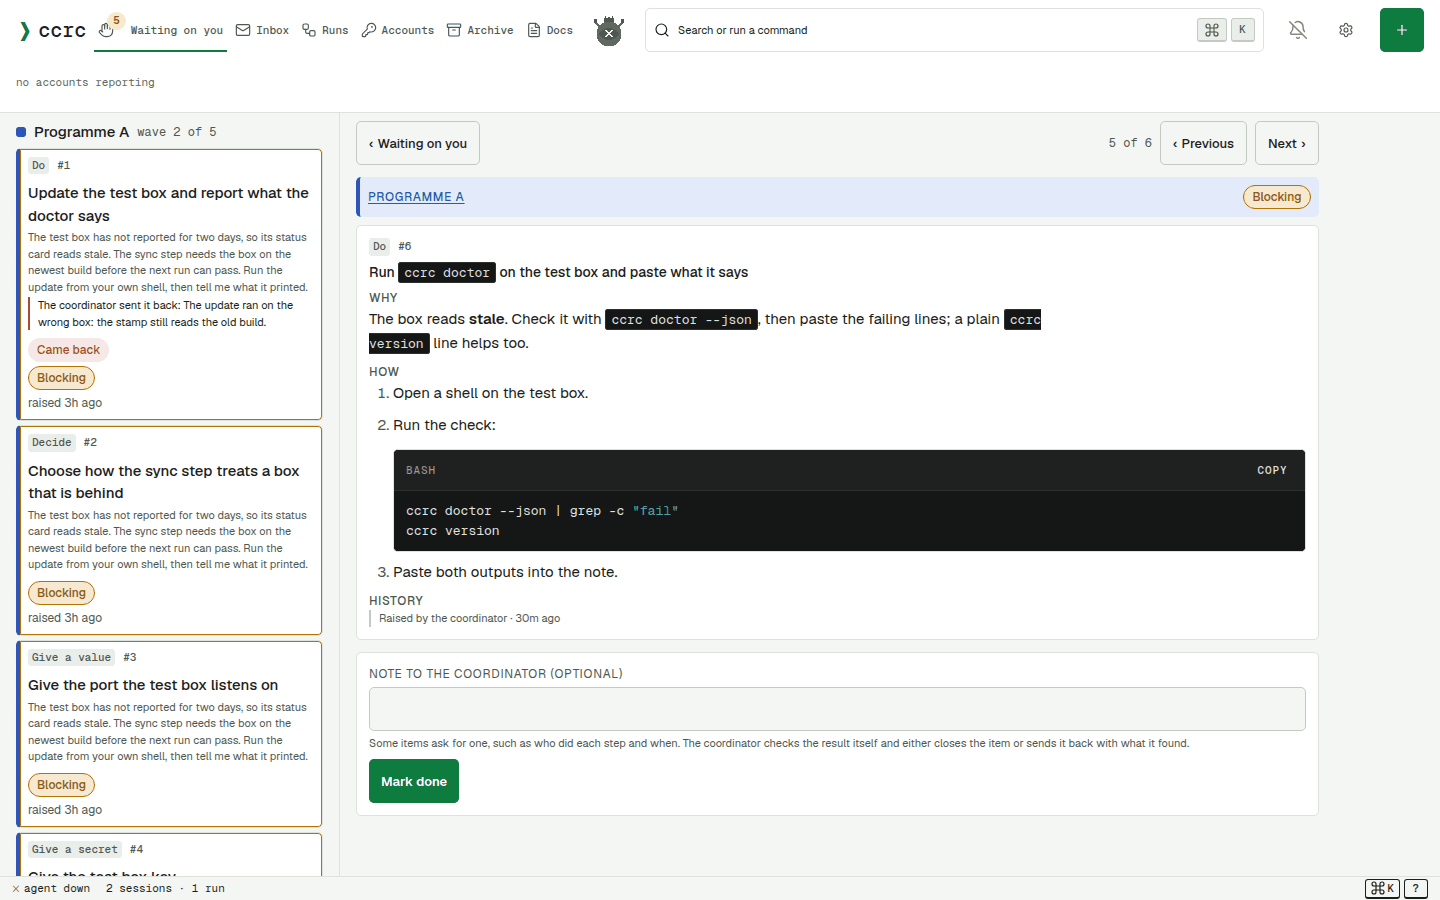 ccrc
5
Waiting on you
Inbox
Runs
Accounts
Archive
Docs
Search or run a command
⌘ K
+
no accounts reporting
Programme A wave 2 of 5
Do #1
Update the test box and report what the
doctor says
The test box has not reported for two days, so its status
card reads stale. The sync step needs the box on the
newest build before the next run can pass. Run the
update from your own shell, then tell me what it printed.
The coordinator sent it back: The update ran on the
wrong box: the stamp still reads the old build.
Came back
Blocking
raised 3h ago
Decide #2
Choose how the sync step treats a box
that is behind
The test box has not reported for two days, so its status
card reads stale. The sync step needs the box on the
newest build before the next run can pass. Run the
update from your own shell, then tell me what it printed.
Blocking
raised 3h ago
Give a value #3
Give the port the test box listens on
The test box has not reported for two days, so its status
card reads stale. The sync step needs the box on the
newest build before the next run can pass. Run the
update from your own shell, then tell me what it printed.
Blocking
raised 3h ago
Give a secret #4
Give the test box key
‹ Waiting on you
5 of 6
‹ Previous
Next ›
PROGRAMME A
Blocking
Do #6
Run ccrc doctor on the test box and paste what it says
WHY
The box reads stale. Check it with ccrc doctor --json, then paste the failing lines; a plain ccrc
version line helps too.
HOW
1. Open a shell on the test box.
2. Run the check:
BASH
COPY
ccrc doctor --json | grep -c "fail"
ccrc version
3. Paste both outputs into the note.
HISTORY
Raised by the coordinator · 30m ago
NOTE TO THE COORDINATOR (OPTIONAL)
Some items ask for one, such as who did each step and when. The coordinator checks the result itself and either closes the item or sends it back with what it found.
Mark done
× agent down 2 sessions · 1 run
⌘K ?